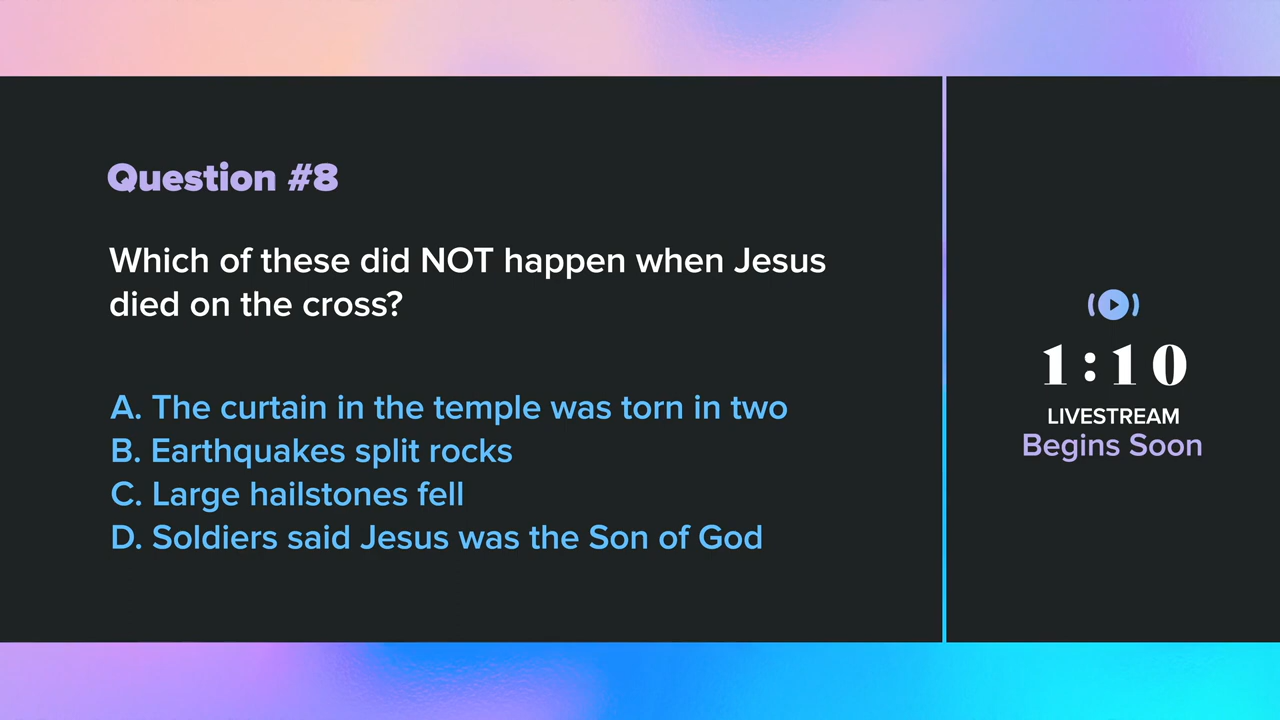 Question #8
Which of these did NOT happen when Jesus
died on the cross?
A. The curtain in the temple was torn in two
B. Earthquakes split rocks
C. Large hailstones fell
D. Soldiers said Jesus was the Son of God
1:10
LIVESTREAM
Begins Soon